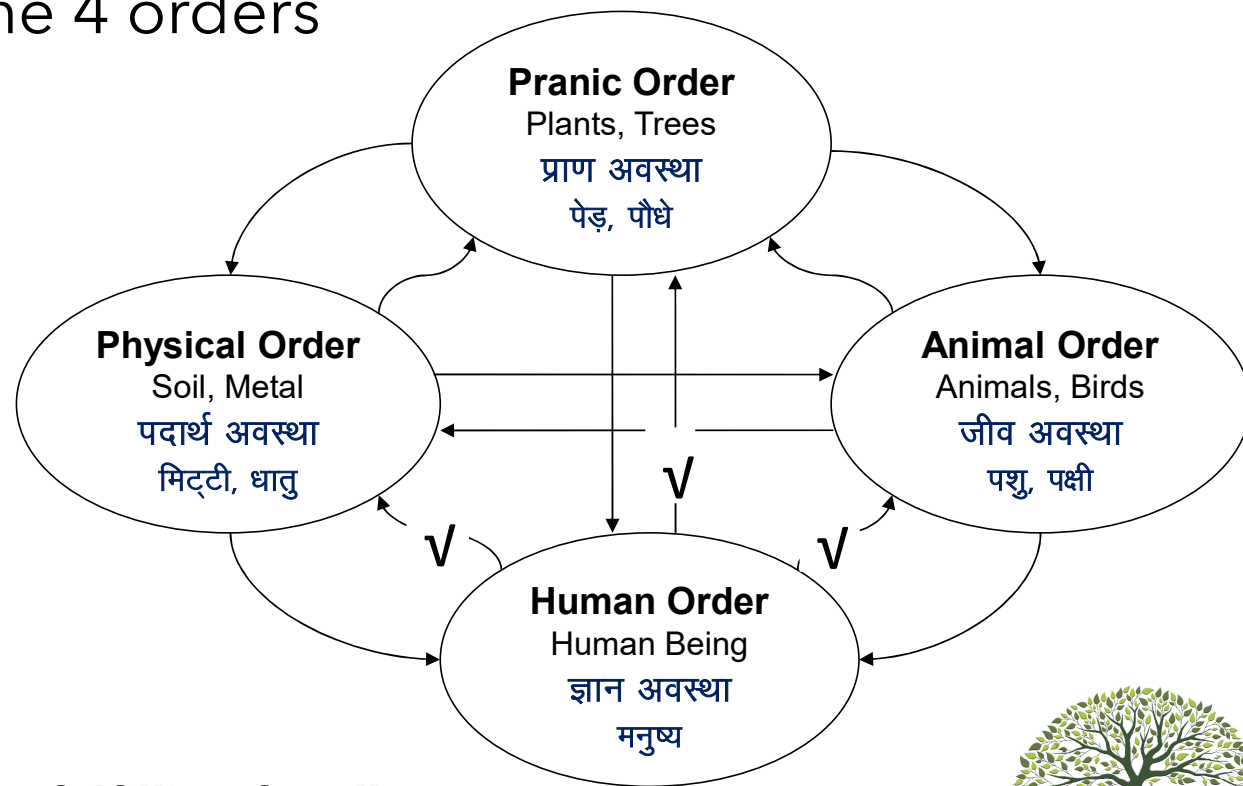 ne 4 orders
Pranic Order
Plants, Trees
प्राण अवस्था
पेड़, पौधे
Physical Order
Soil, Metal
पदार्थ अवस्था
मिट्टी, धातु
Animal Order
Animals, Birds
जीव अवस्था
पशु, पक्षी
√
√
√
Human Order
Human Being
ज्ञान अवस्था
मनुष्य